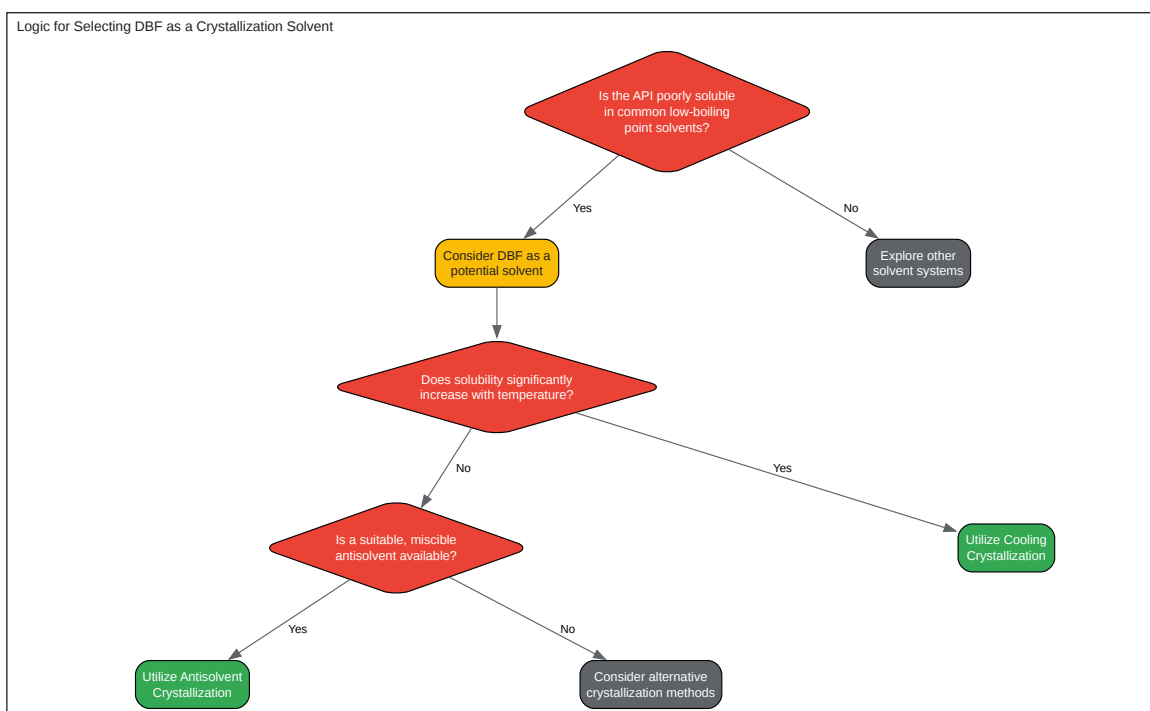 Logic for Selecting DBF as a Crystallization Solvent
Is the API poorly soluble
in common low-boiling
point solvents?
Yes
No
Consider DBF as a
potential solvent
Explore other
solvent systems
Does solubility significantly
increase with temperature?
No
Yes
Is a suitable, miscible
antisolvent available?
Utilize Cooling
Crystallization
Yes
No
Utilize Antisolvent
Crystallization
Consider alternative
crystallization methods